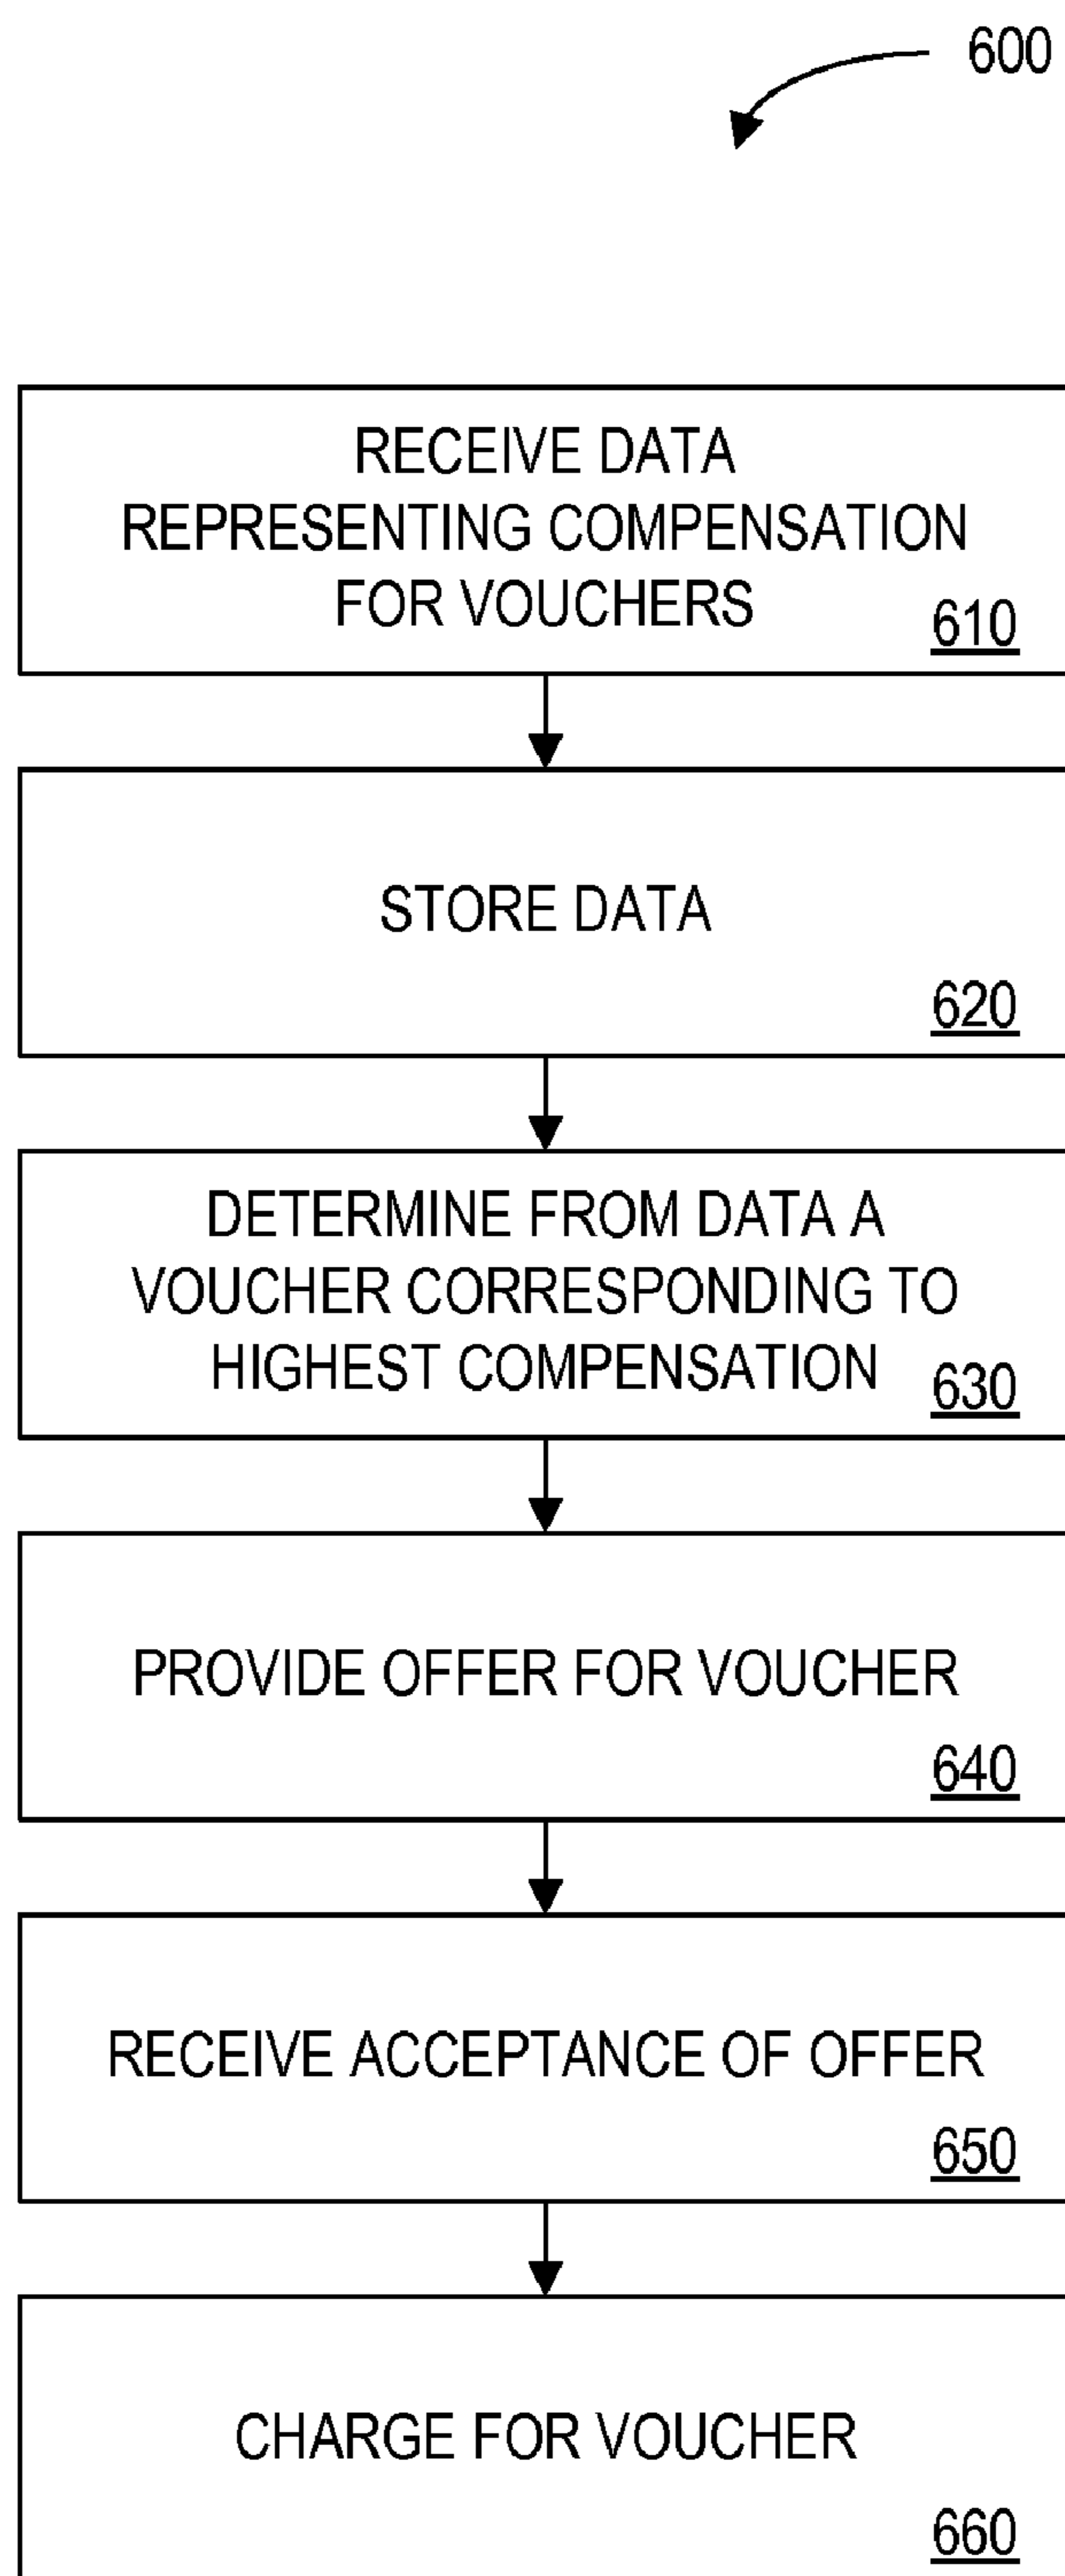 600
RECEIVE DATA
REPRESENTING COMPENSATION
FOR VOUCHERS
610
STORE DATA
620
DETERMINE FROM DATA A
VOUCHER CORRESPONDING TO
HIGHEST COMPENSATION
630
PROVIDE OFFER FOR VOUCHER
640
RECEIVE ACCEPTANCE OF OFFER
650
CHARGE FOR VOUCHER
660